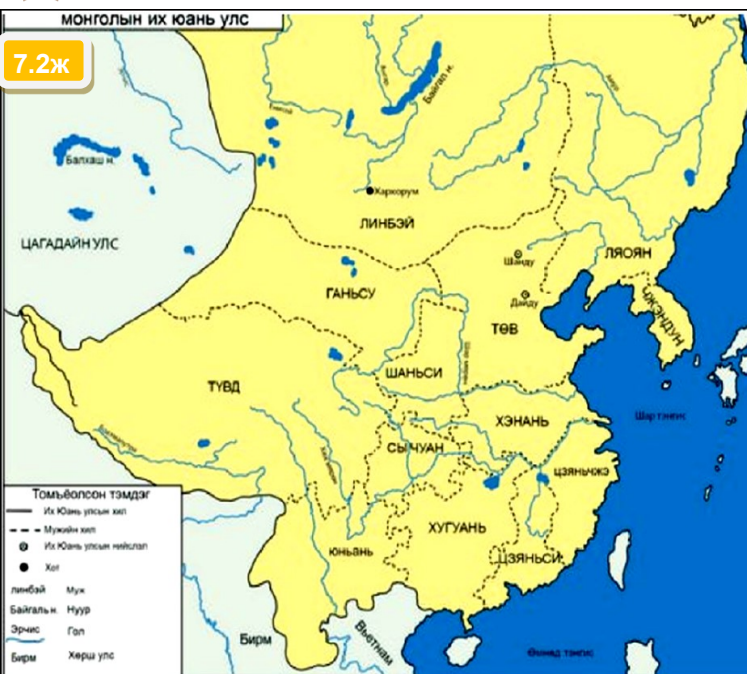 МОНГОЛЫН ИХ ЮАНЬ УЛС
7.2ж
Байгар н.
Балхаш н.
Хархорум
ЛИНБЭЙ
ЦАГАДАЙН УЛС
Шанду
ЛЯОЯН
ГАНЬСУ
Дайду
ЧЖЭНДУН
ТӨВ
ШАНЬСИ
ТҮВД
Шар тэнгис
ХЭНАНЬ
СЫЧУАН
ЦЗЯНЬЧЖЭ
ХУГУАНЬ
ЮНЬАНЬ
ЦЗЯНЬСИ
Бирм
Вьетнам
Өмнөд тэнгис
Томъёолсон тэмдэг
Их Юань улсын хил
Мужийн хил
Их Юань улсын нийслэл
Хот
линбэй Муж
Байгаль н. Нуур
Эрчис Гол
Бирм Хөрш улс